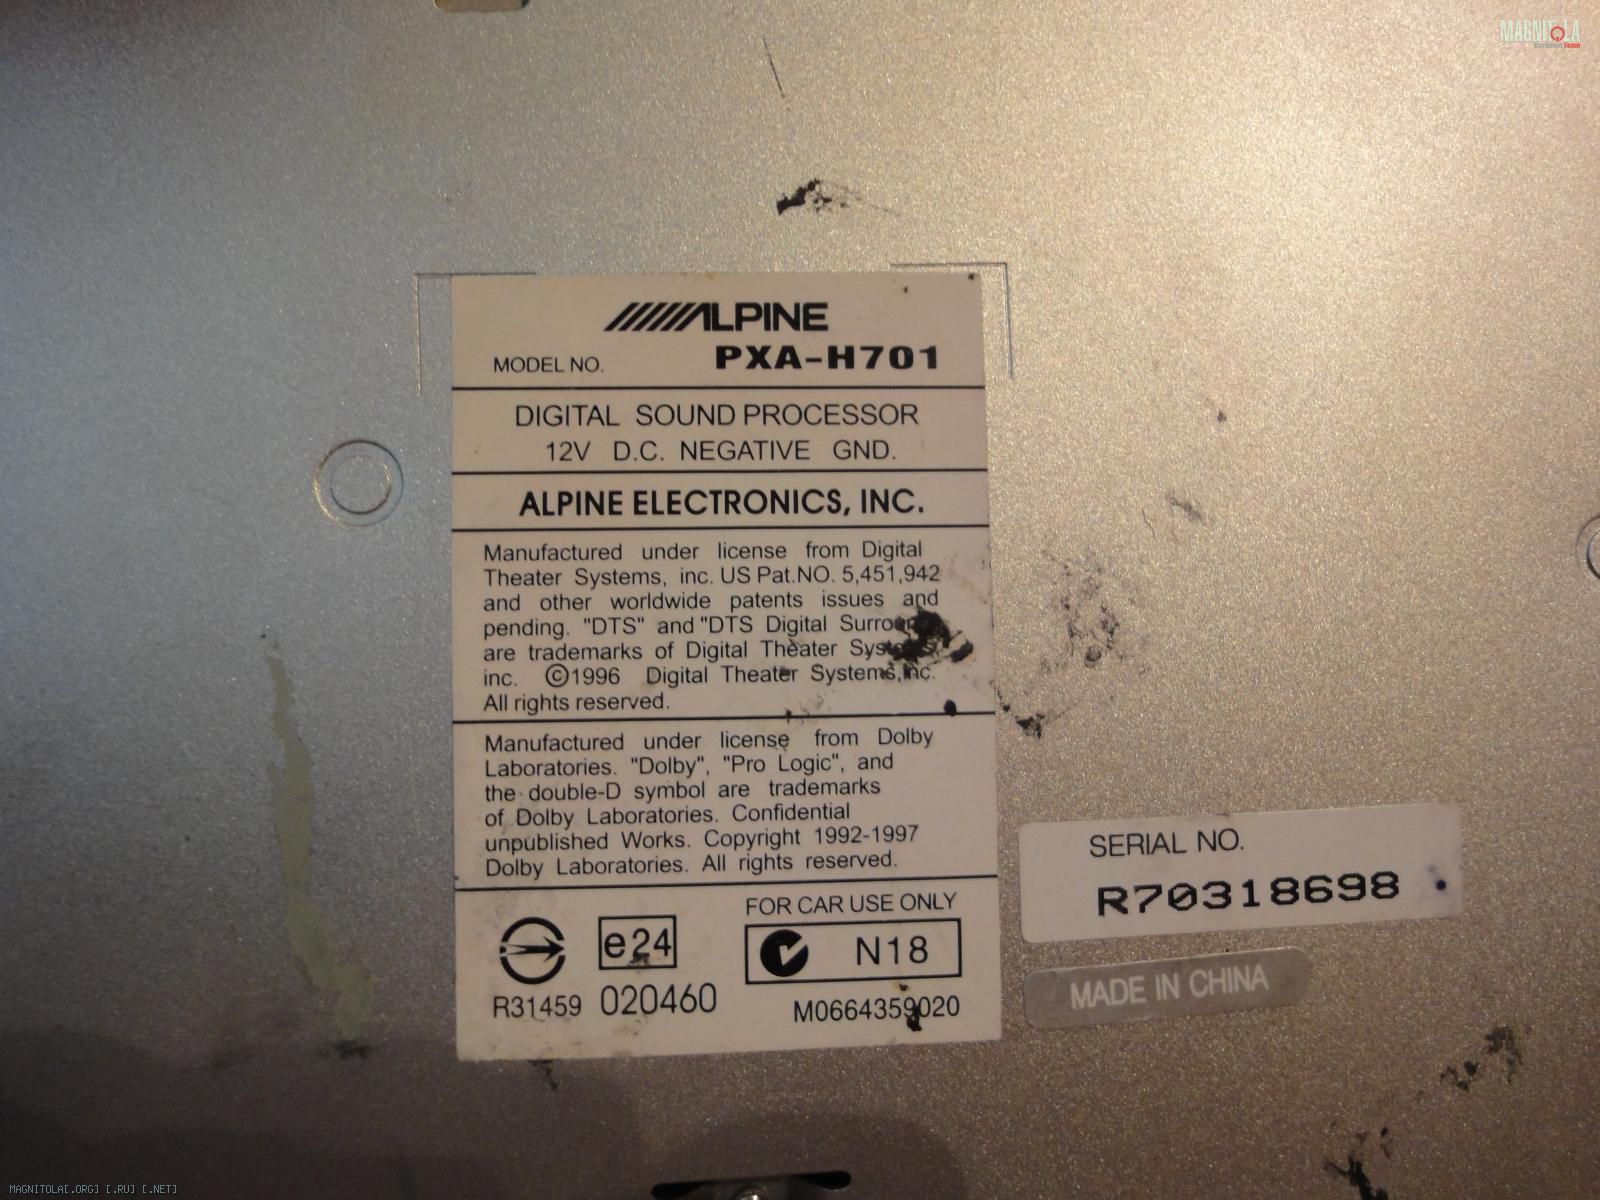 MAGNITOLA
CarAudio Team
ALPINE
MODEL NO. PXA-H701
DIGITAL SOUND PROCESSOR
12V D.C. NEGATIVE GND.
ALPINE ELECTRONICS, INC.
Manufactured under license from Digital
Theater Systems, inc. US Pat.NO. 5,451,942
and other worldwide patents issues and
pending. "DTS" and "DTS Digital
are trademarks of Digital Theater
inc. ©1996 Digital Theater Systems,inc.
All rights reserved.
Manufactured under license from Dolby
Laboratories. "Dolby", "Pro Logic", and
the double-D symbol are trademarks
of Dolby Laboratories. Confidential
unpublished Works. Copyright 1992-1997
Dolby Laboratories. All rights reserved.
FOR CAR USE ONLY
e24 N18
R31459 020460 M0664359020
SERIAL NO.
R70318698
MADE IN CHINA
MAGNITOLA[.ORG] [.RU] [.NET]